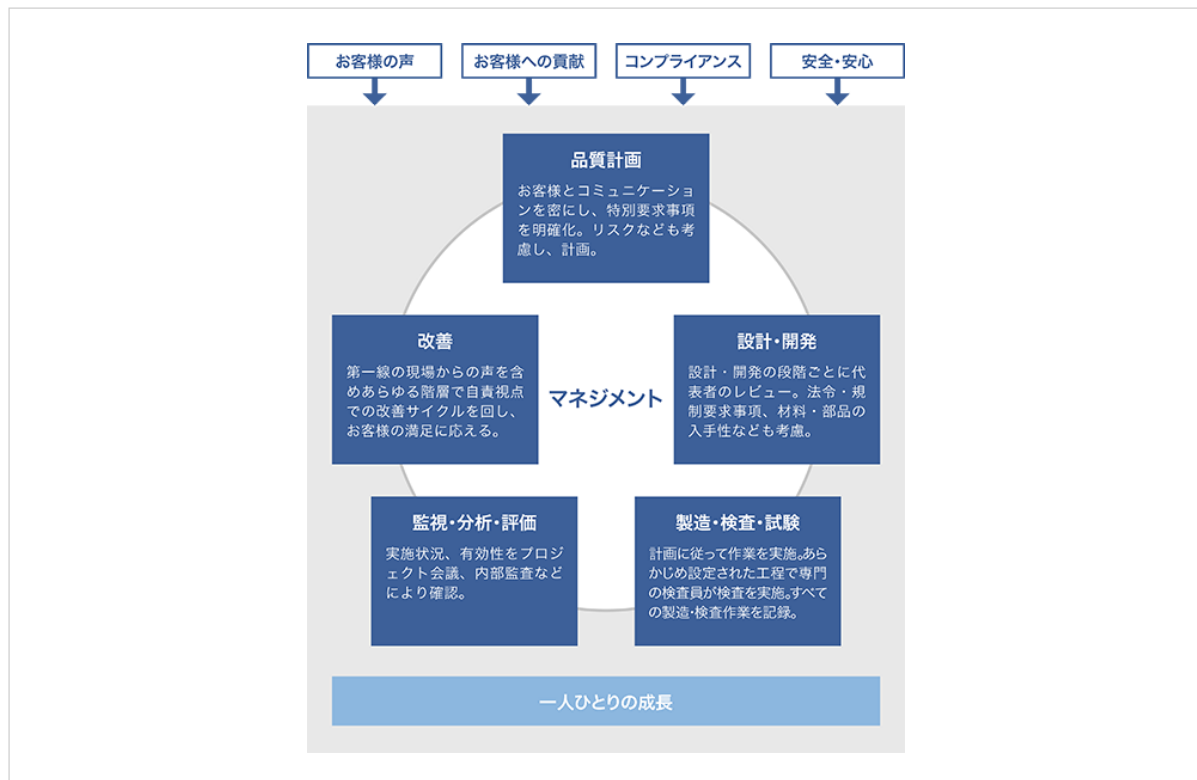 お客様の声
お客様への貢献
コンプライアンス
安全・安心
品質計画
お客様とコミュニケーショ
ンを密にし、特別要求事項
を明確化。リスクなども考
慮し、計画。
改善
第一線の現場からの声を含
めあらゆる階層で自責視点
での改善サイクルを回し、
お客様の満足に応える。
マネジメント
設計・開発
設計・開発の段階ごとに代
表者のレビュー。法令・規
制要求事項、材料・部品の
入手性なども考慮。
監視・分析・評価
実施状況、有効性をプロジ
ェクト会議、内部監査など
により確認。
製造・検査・試験
計画に従って作業を実施。あら
かじめ設定された工程で専門
の検査員が検査を実施。すべて
の製造・検査作業を記録。
一人ひとりの成長